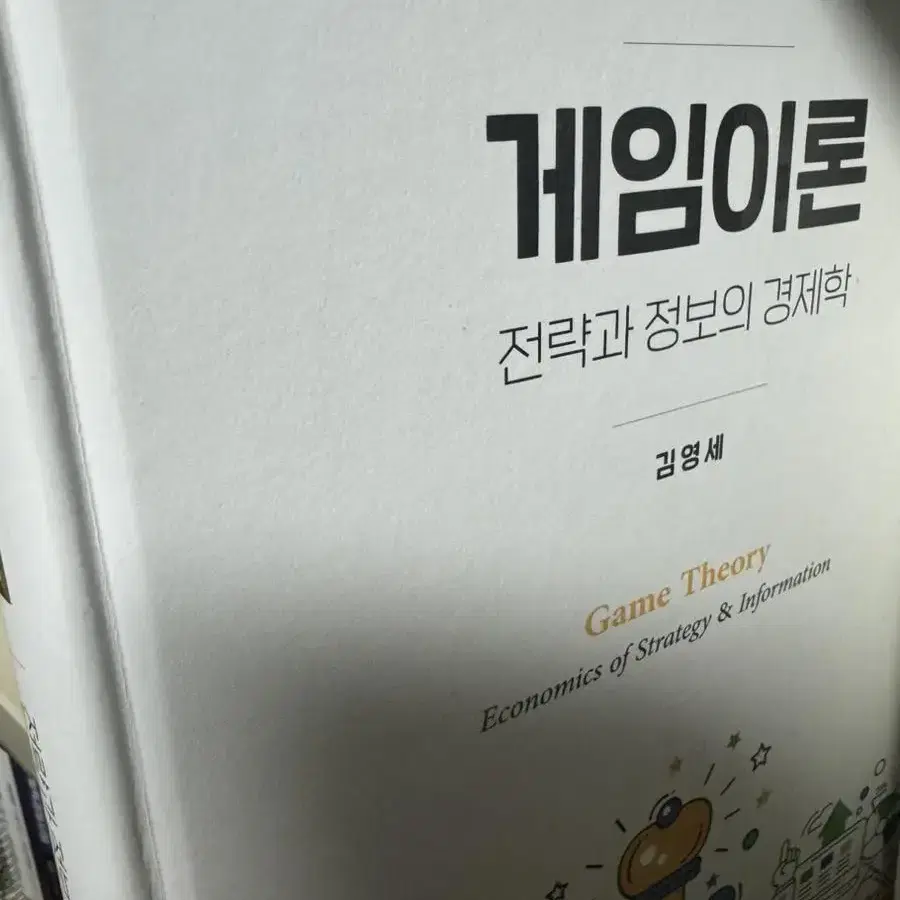 게임이론
전략과 정보의 경제학
김영세
Game Theory
Economics of Strategy & Information